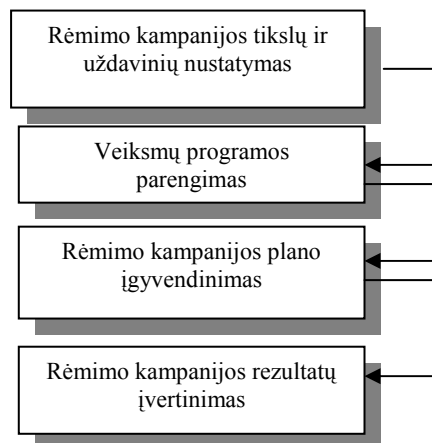 Rėmimo kampanijos tikslų ir
uždavinių nustatymas
Veiksmų programos
parengimas
Rėmimo kampanijos plano
įgyvendinimas
Rėmimo kampanijos rezultatų
įvertinimas